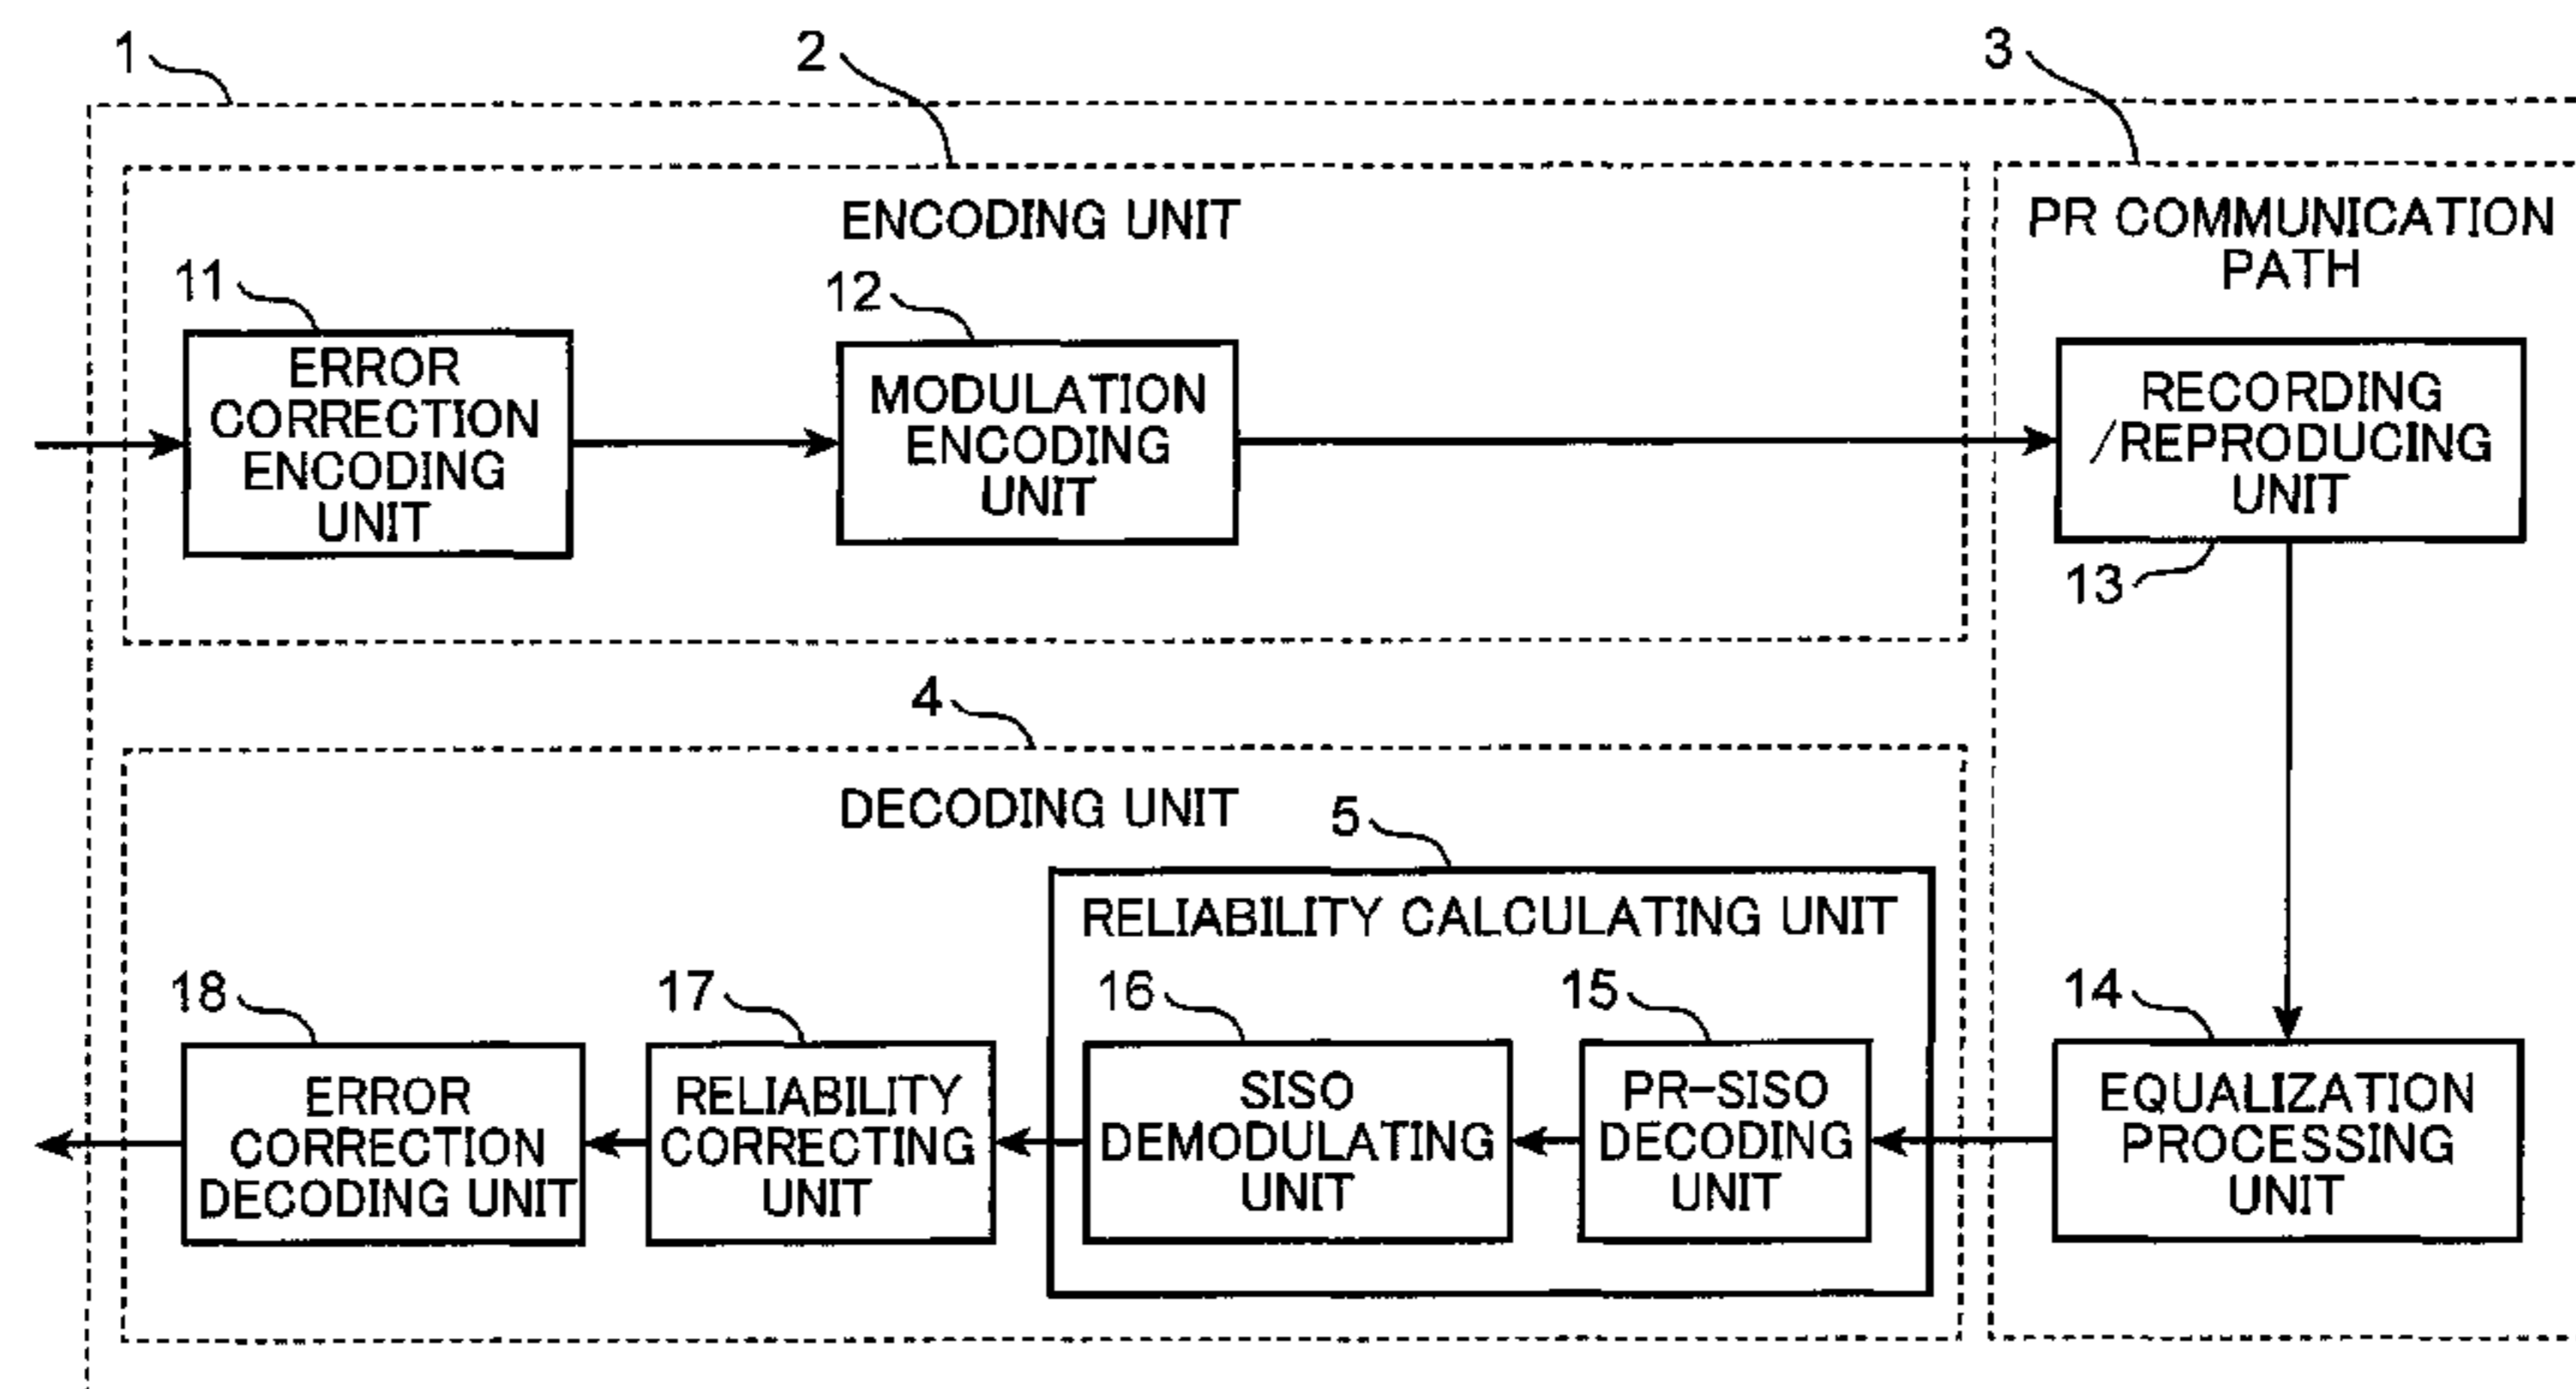 1
2
3
ENCODING UNIT
PR COMMUNICATION
PATH
11
12
ERROR
CORRECTION
ENCODING
UNIT
MODULATION
ENCODING
UNIT
RECORDING
/REPRODUCING
UNIT
13
4
DECODING UNIT
5
RELIABILITY CALCULATING UNIT
18
17
16
15
14
ERROR
CORRECTION
DECODING UNIT
RELIABILITY
CORRECTING
UNIT
SISO
DEMODULATING
UNIT
PR-SISO
DECODING
UNIT
EQUALIZATION
PROCESSING
UNIT